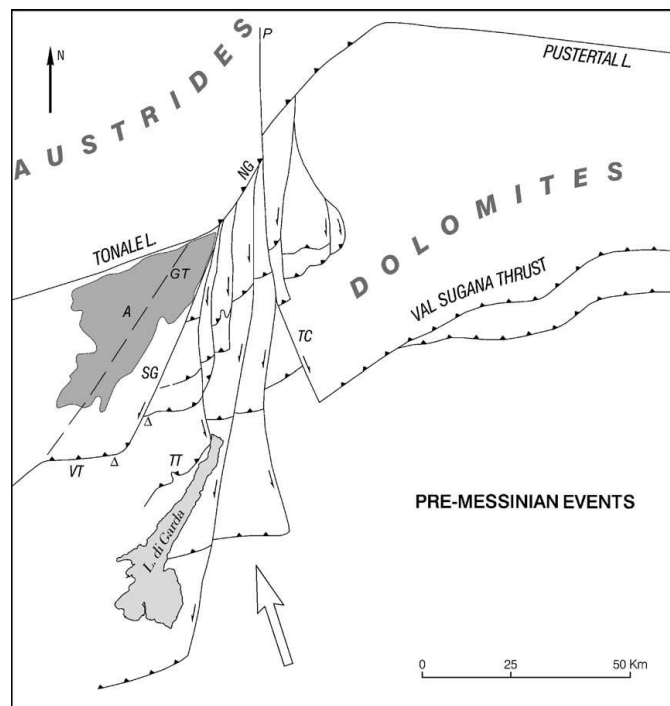 P
PUSTERTAL L.
N
AUSTRIDES
NG
DOLOMITES
TONALE L.
GT
VAL SUGANA THRUST
A
TC
SG
VT
TT
L. di Garda
PRE-MESSINIAN EVENTS
0 25 50 Km